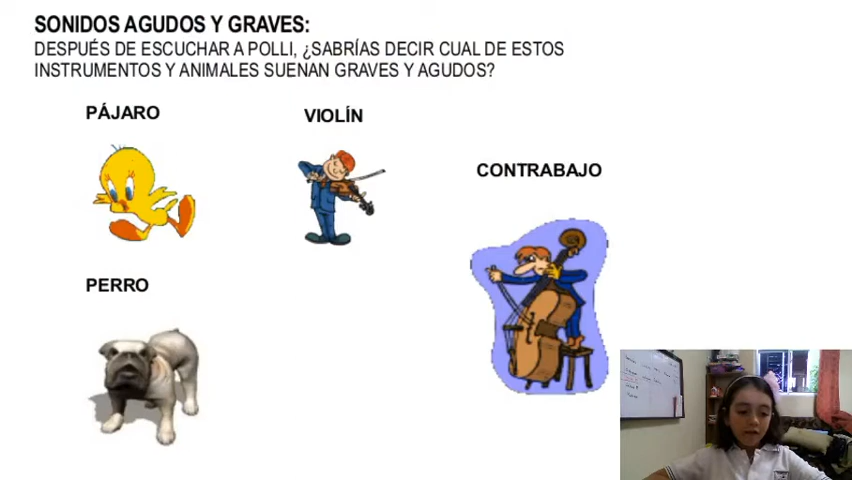 SONIDOS AGUDOS Y GRAVES:
DESPUÉS DE ESCUCHAR A POLLI, ¿SABRÍAS DECIR CUAL DE ESTOS
INSTRUMENTOS Y ANIMALES SUENAN GRAVES Y AGUDOS?
PÁJARO
VIOLÍN
CONTRABAJO
PERRO